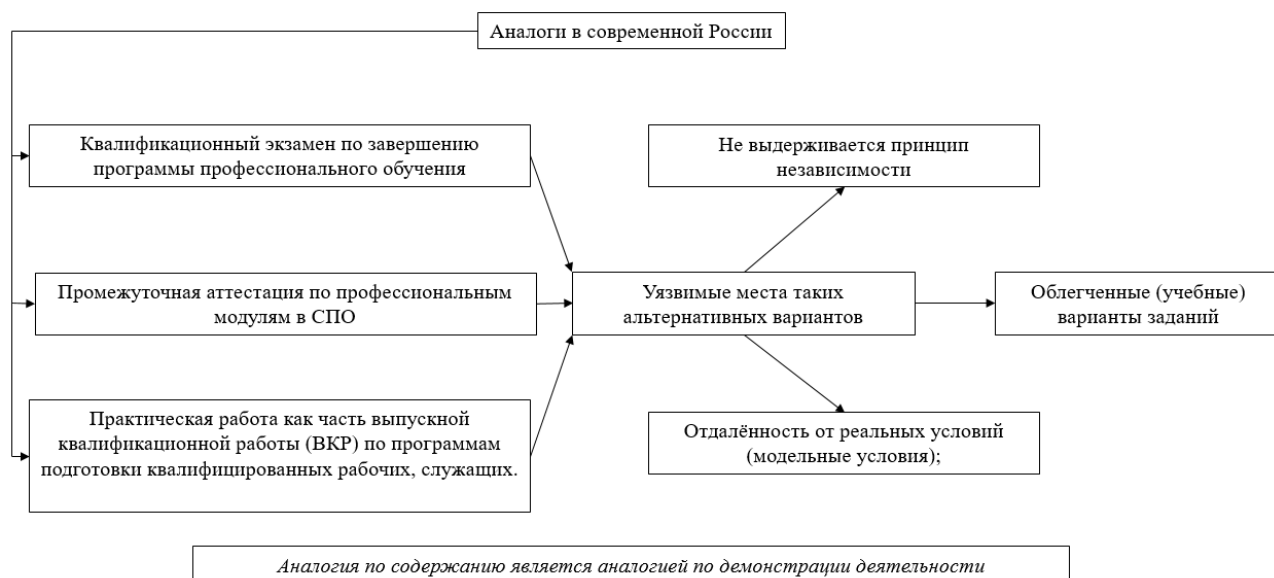 Аналоги в современной России
Квалификационный экзамен по завершению
программы профессионального обучения
Не выдерживается принцип
независимости
Промежуточная аттестация по профессиональным
модулям в СПО
Уязвимые места таких
альтернативных вариантов
Облегченные (учебные)
варианты заданий
Практическая работа как часть выпускной
квалификационной работы (ВКР) по программам
подготовки квалифицированных рабочих, служащих.
Отдалённость от реальных условий
(модельные условия);
Аналогия по содержанию является аналогией по демонстрации деятельности